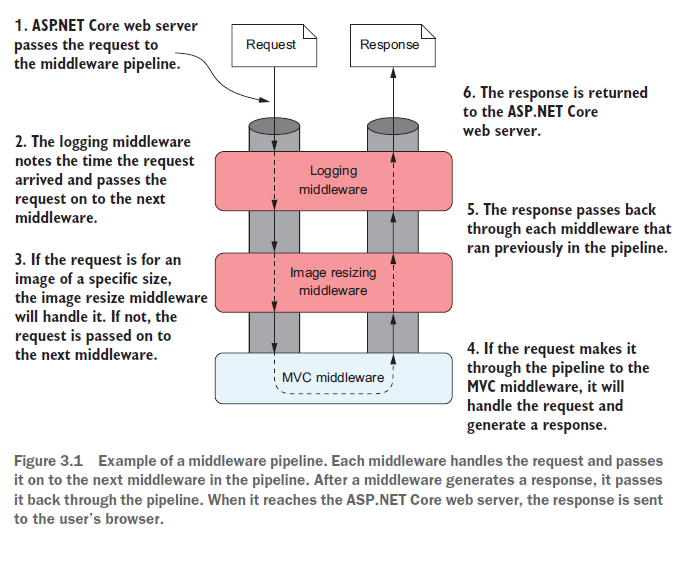 1. ASP.NET Core web server
passes the request to
the middleware pipeline.
Request
Response
6. The response is returned
to the ASP.NET Core
web server.
2. The logging middleware
notes the time the request
arrived and passes the
request on to the next
middleware.
Logging
middleware
5. The response passes back
through each middleware that
ran previously in the pipeline.
3. If the request is for an
image of a specific size,
the image resize middleware
will handle it. If not, the
request is passed on to
the next middleware.
Image resizing
middleware
4. If the request makes it
through the pipeline to the
MVC middleware, it will
handle the request and
generate a response.
MVC middleware
Figure 3.1 Example of a middleware pipeline. Each middleware handles the request and passes
it on to the next middleware in the pipeline. After a middleware generates a response, it passes
it back through the pipeline. When it reaches the ASP.NET Core web server, the response is sent
to the user's browser.